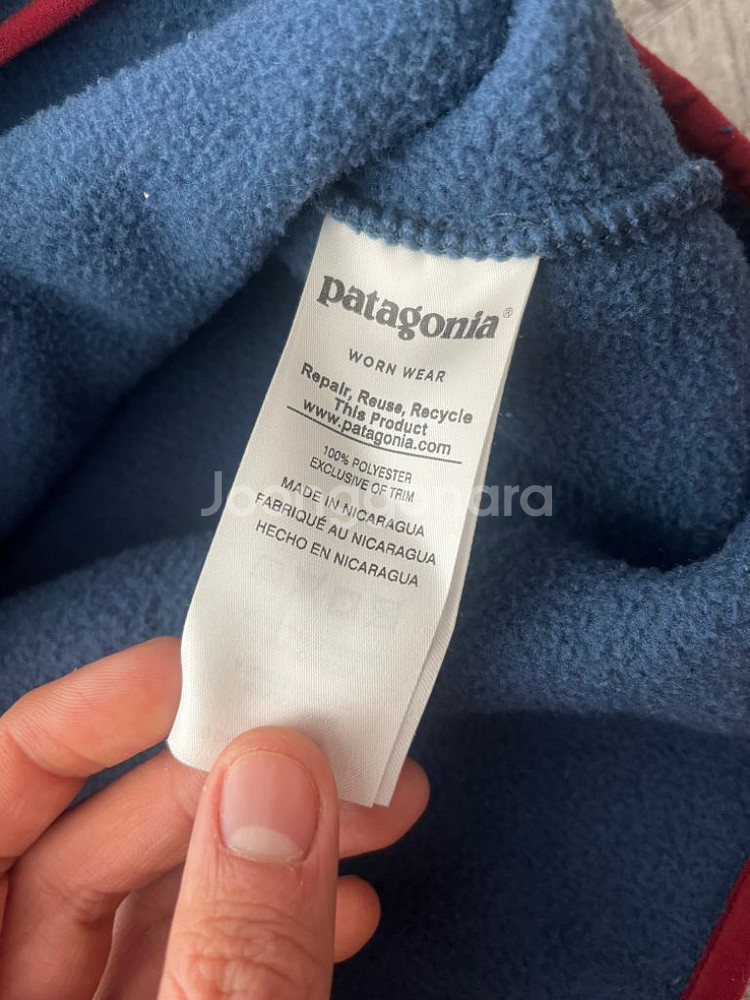 patagonia®
WORN WEAR
Repair, Reuse, Recycle
This Product
www.patagonia.com
100% POLYESTER
EXCLUSIVE OF TRIM
MADE IN NICARAGUA
FABRIQUÉ AU NICARAGUA
HECHO EN NICARAGUA
Joonggonara